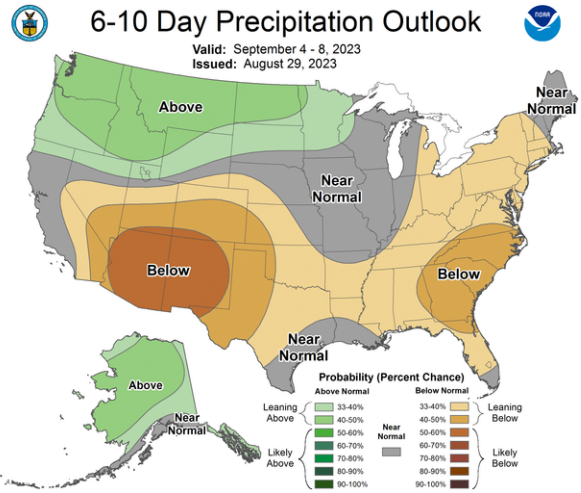 6-10 Day Precipitation Outlook
NOAA
Valid: September 4 - 8, 2023
Issued: August 29, 2023
Above
Near
Normal
Near
Normal
Below
Below
Near
Normal
Above
Near
Normal
Probability (Percent Chance)
Above Normal
Below Normal
Leaning
Above
33-40%
40-50%
Likely
Above
50-60%
60-70%
70-80%
80-90%
90-100%
Near
Normal
33-40%
40-50%
Leaning
Below
50-60%
60-70%
70-80%
80-90%
90-100%
Likely
Below